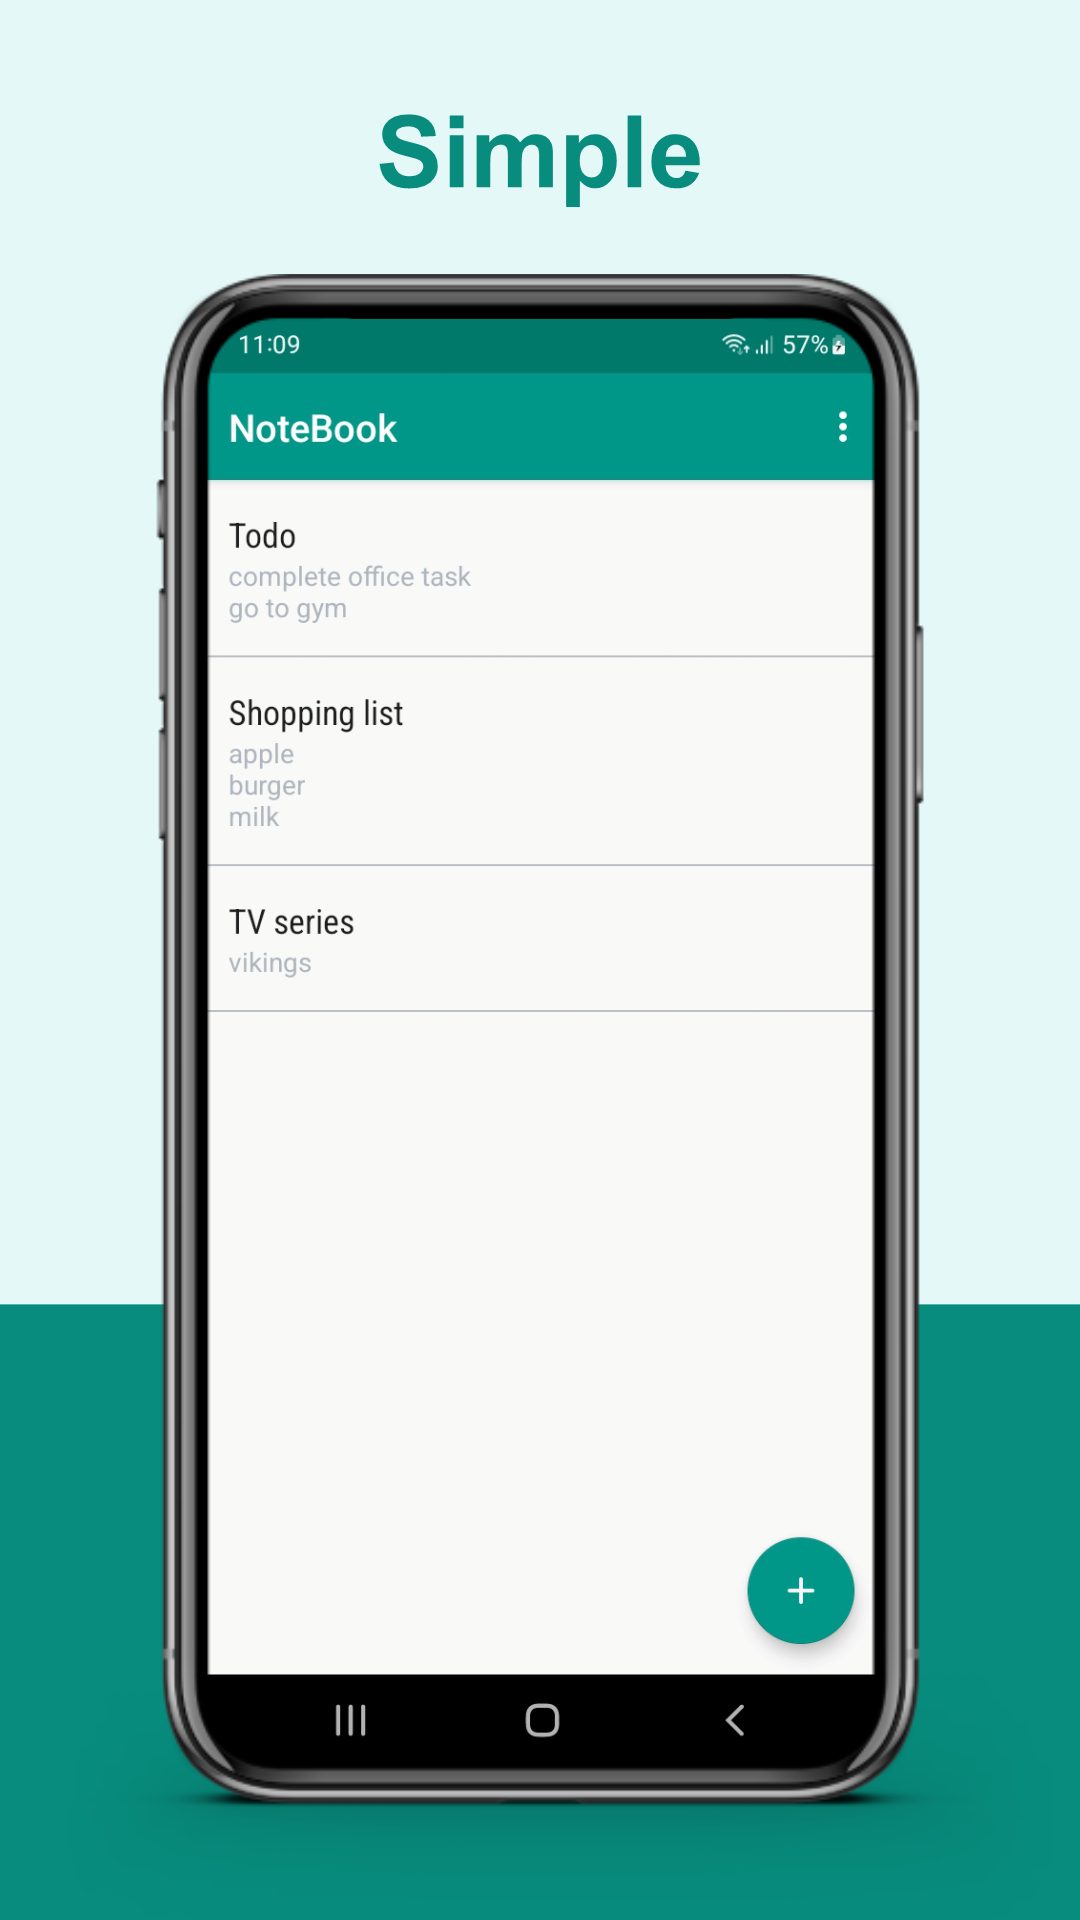 Simple
11:09
57%
NoteBook
Todo
complete office task
go to gym
Shopping list
apple
burger
milk
TV series
vikings